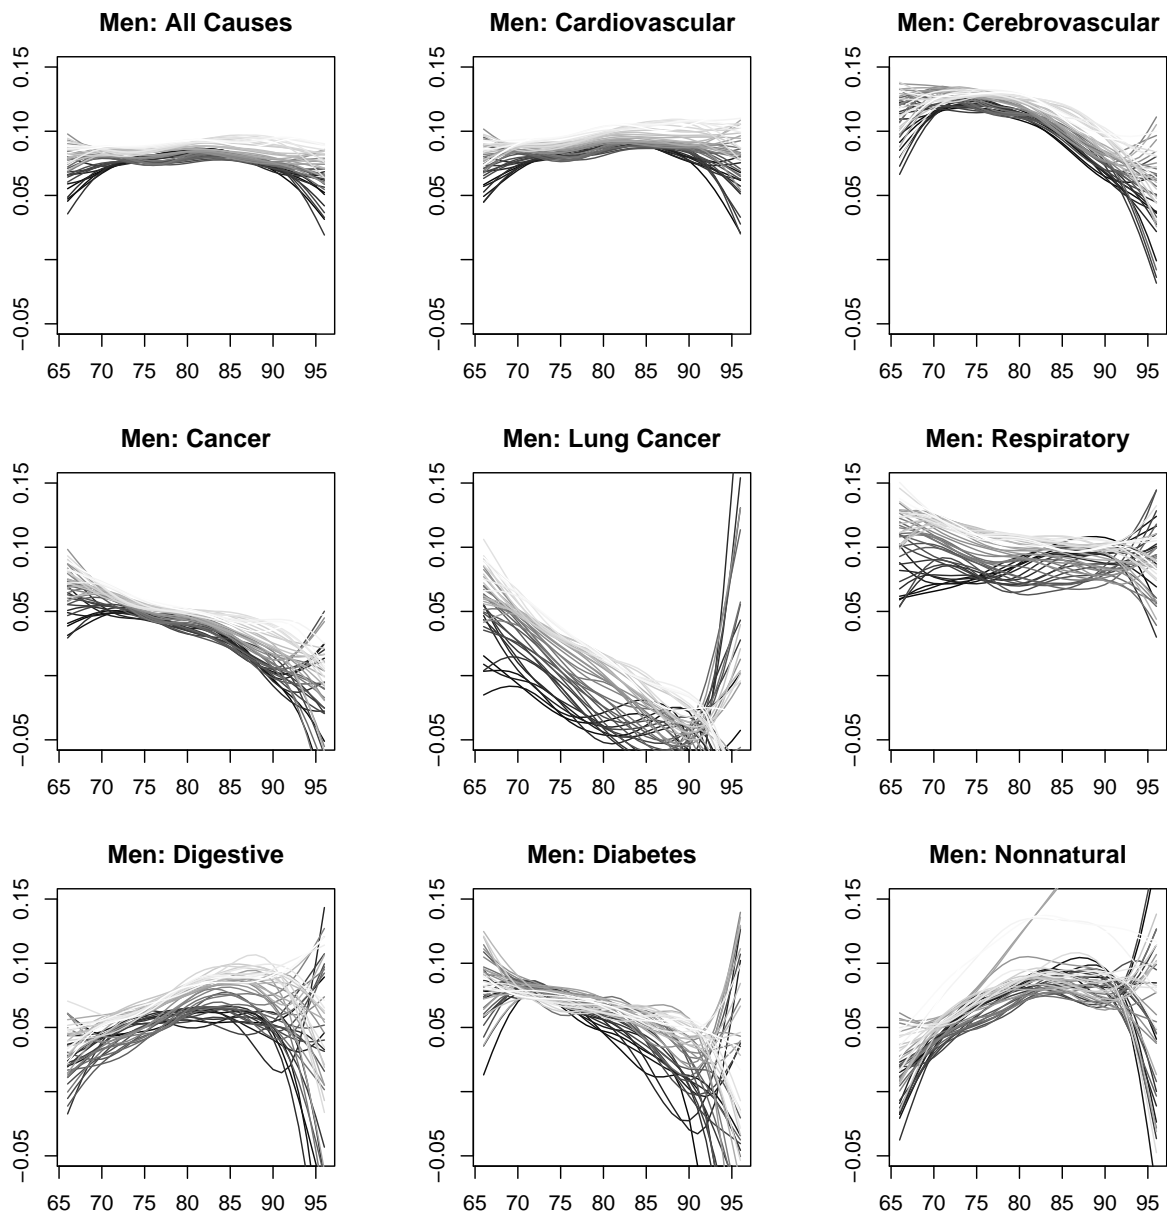 Men: All Causes Men: Cardiovascular Men: Cerebrovascular
0.15 0.15 0.15
0.10 0.10 0.10
0.05 0.05 0.05
−0.05 −0.05 −0.05
65 70 75 80 85 90 95 65 70 75 80 85 90 95 65 70 75 80 85 90 95
Men: Cancer Men: Lung Cancer Men: Respiratory
0.15 0.15 0.15
0.10 0.10 0.10
0.05 0.05 0.05
−0.05 −0.05 −0.05
65 70 75 80 85 90 95 65 70 75 80 85 90 95 65 70 75 80 85 90 95
Men: Digestive Men: Diabetes Men: Nonnatural
0.15 0.15 0.15
0.10 0.10 0.10
0.05 0.05 0.05
−0.05 −0.05 −0.05
65 70 75 80 85 90 95 65 70 75 80 85 90 95 65 70 75 80 85 90 95